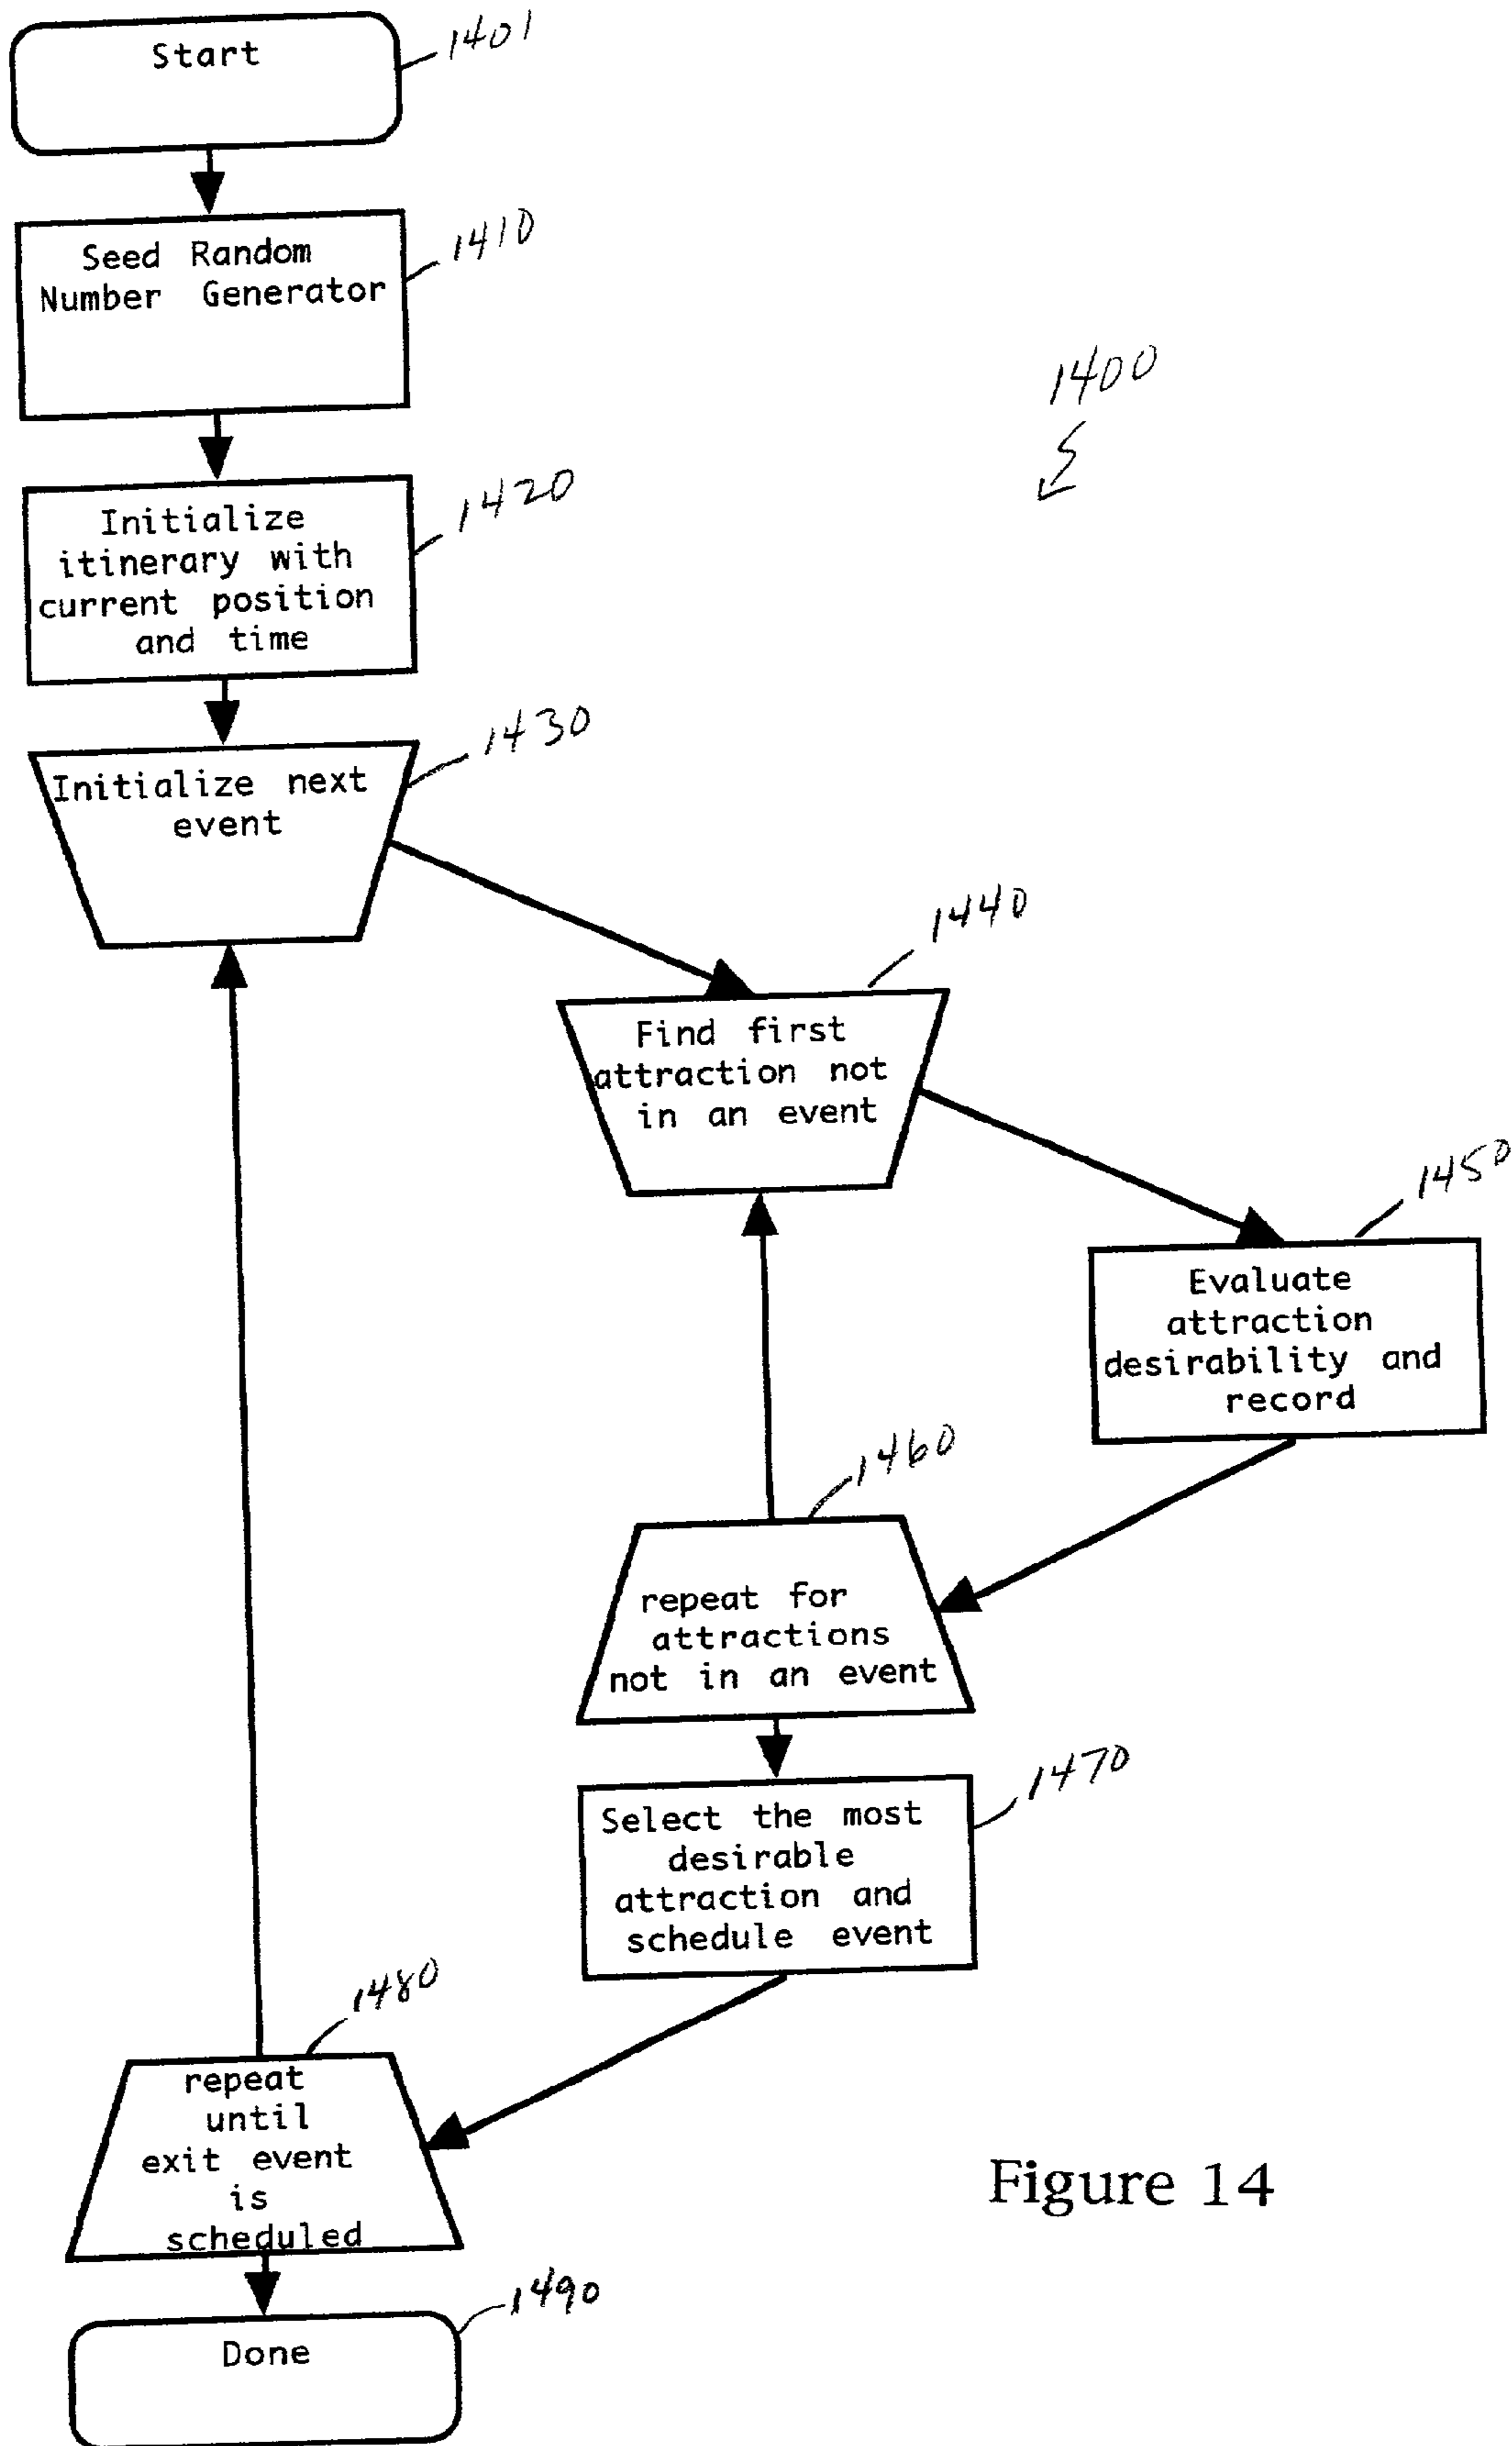 Start
1401
Seed Random
Number Generator
1410
1400
Initialize
itinerary with
current position
and time
1420
Initialize next
event
1430
Find first
attraction not
in an event
1440
Evaluate
attraction
desirability and
record
1450
repeat for
attractions
not in an event
1460
Select the most
desirable
attraction and
schedule event
1470
repeat
until
exit event
is
scheduled
1480
Done
1490
Figure 14